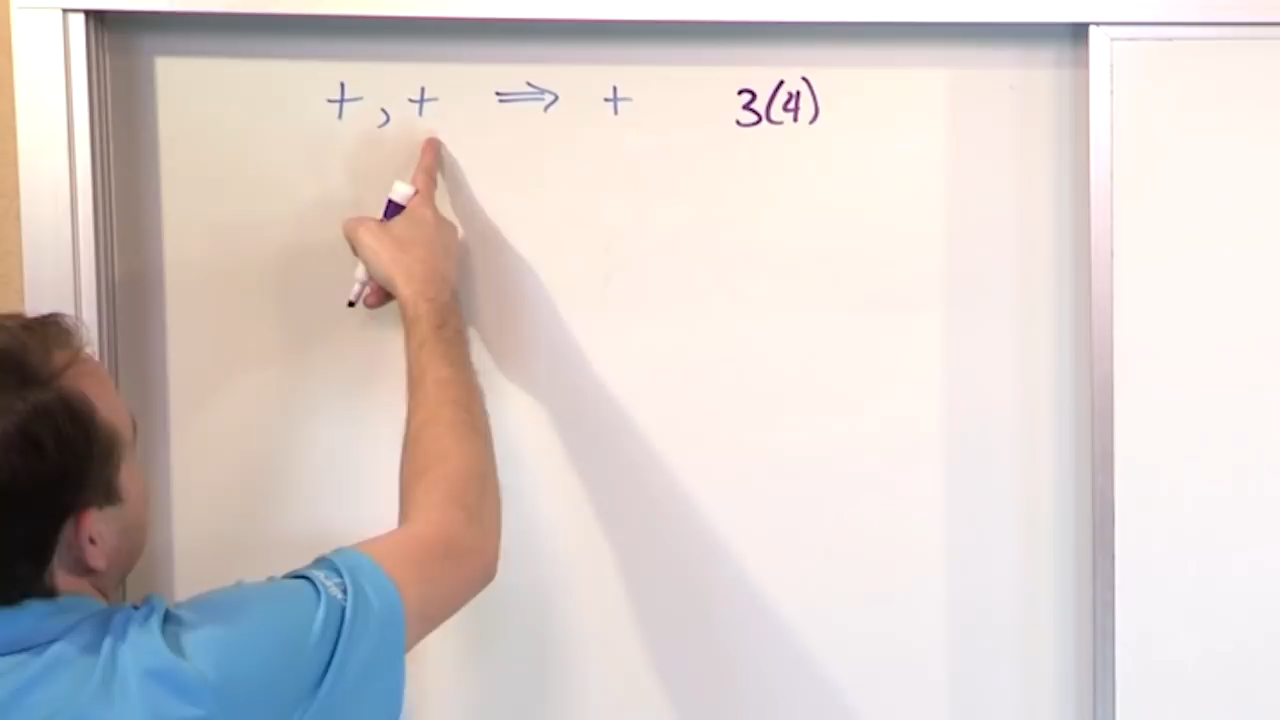 +, + ⇒ + 3(4)